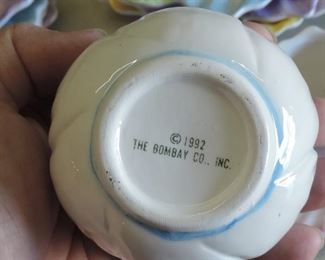 ©1992
THE BOMBAY CO., INC.